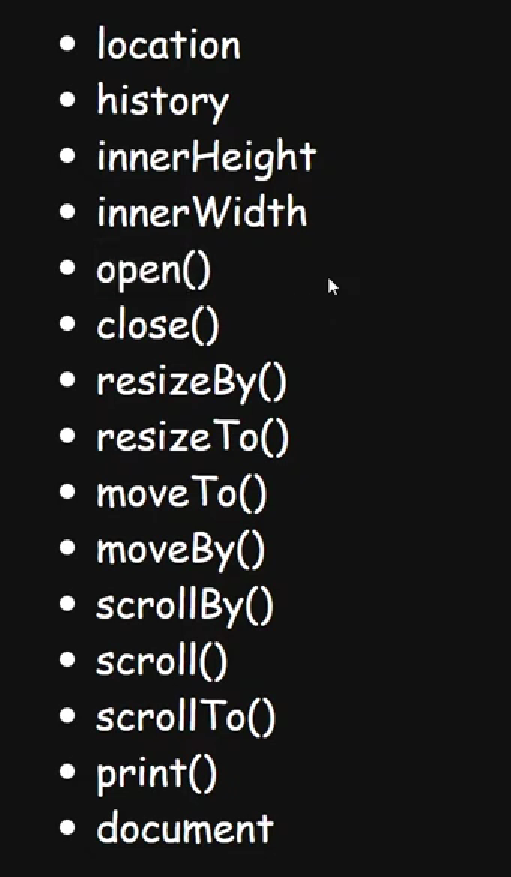 • location
• history
• innerHeight
• innerWidth
• open()
• close()
• resizeBy()
• resizeTo()
• moveTo()
• moveBy()
• scrollBy()
• scroll()
• scrollTo()
• print()
• document